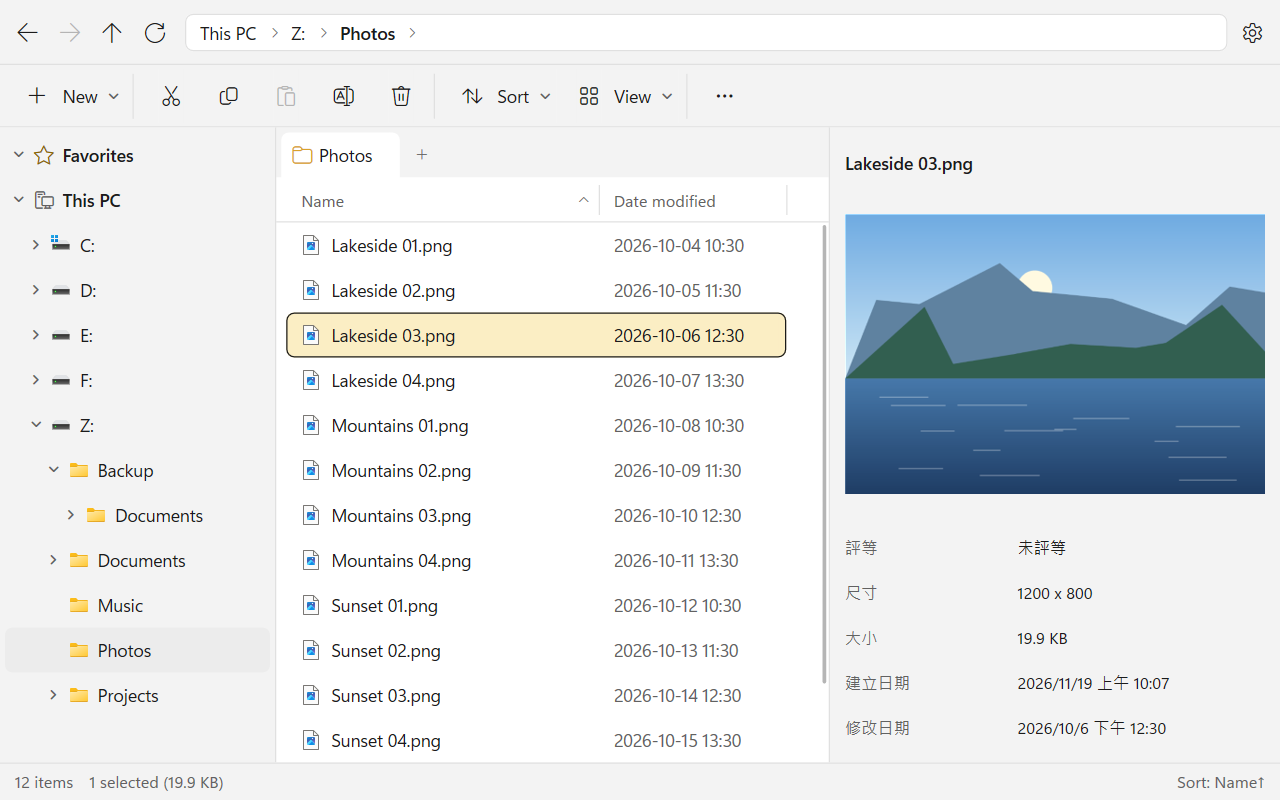 This PC Z: Photos
New Sort View
Favorites
This PC
C:
D:
E:
F:
Z:
Backup
Documents
Documents
Music
Photos
Projects
Photos
Name Date modified
Lakeside 01.png 2026-10-04 10:30
Lakeside 02.png 2026-10-05 11:30
Lakeside 03.png 2026-10-06 12:30
Lakeside 04.png 2026-10-07 13:30
Mountains 01.png 2026-10-08 10:30
Mountains 02.png 2026-10-09 11:30
Mountains 03.png 2026-10-10 12:30
Mountains 04.png 2026-10-11 13:30
Sunset 01.png 2026-10-12 10:30
Sunset 02.png 2026-10-13 11:30
Sunset 03.png 2026-10-14 12:30
Sunset 04.png 2026-10-15 13:30
Lakeside 03.png
評等 未評等
尺寸 1200 x 800
大小 19.9 KB
建立日期 2026/11/19 上午 10:07
修改日期 2026/10/6 下午 12:30
12 items 1 selected (19.9 KB) Sort: Name↑